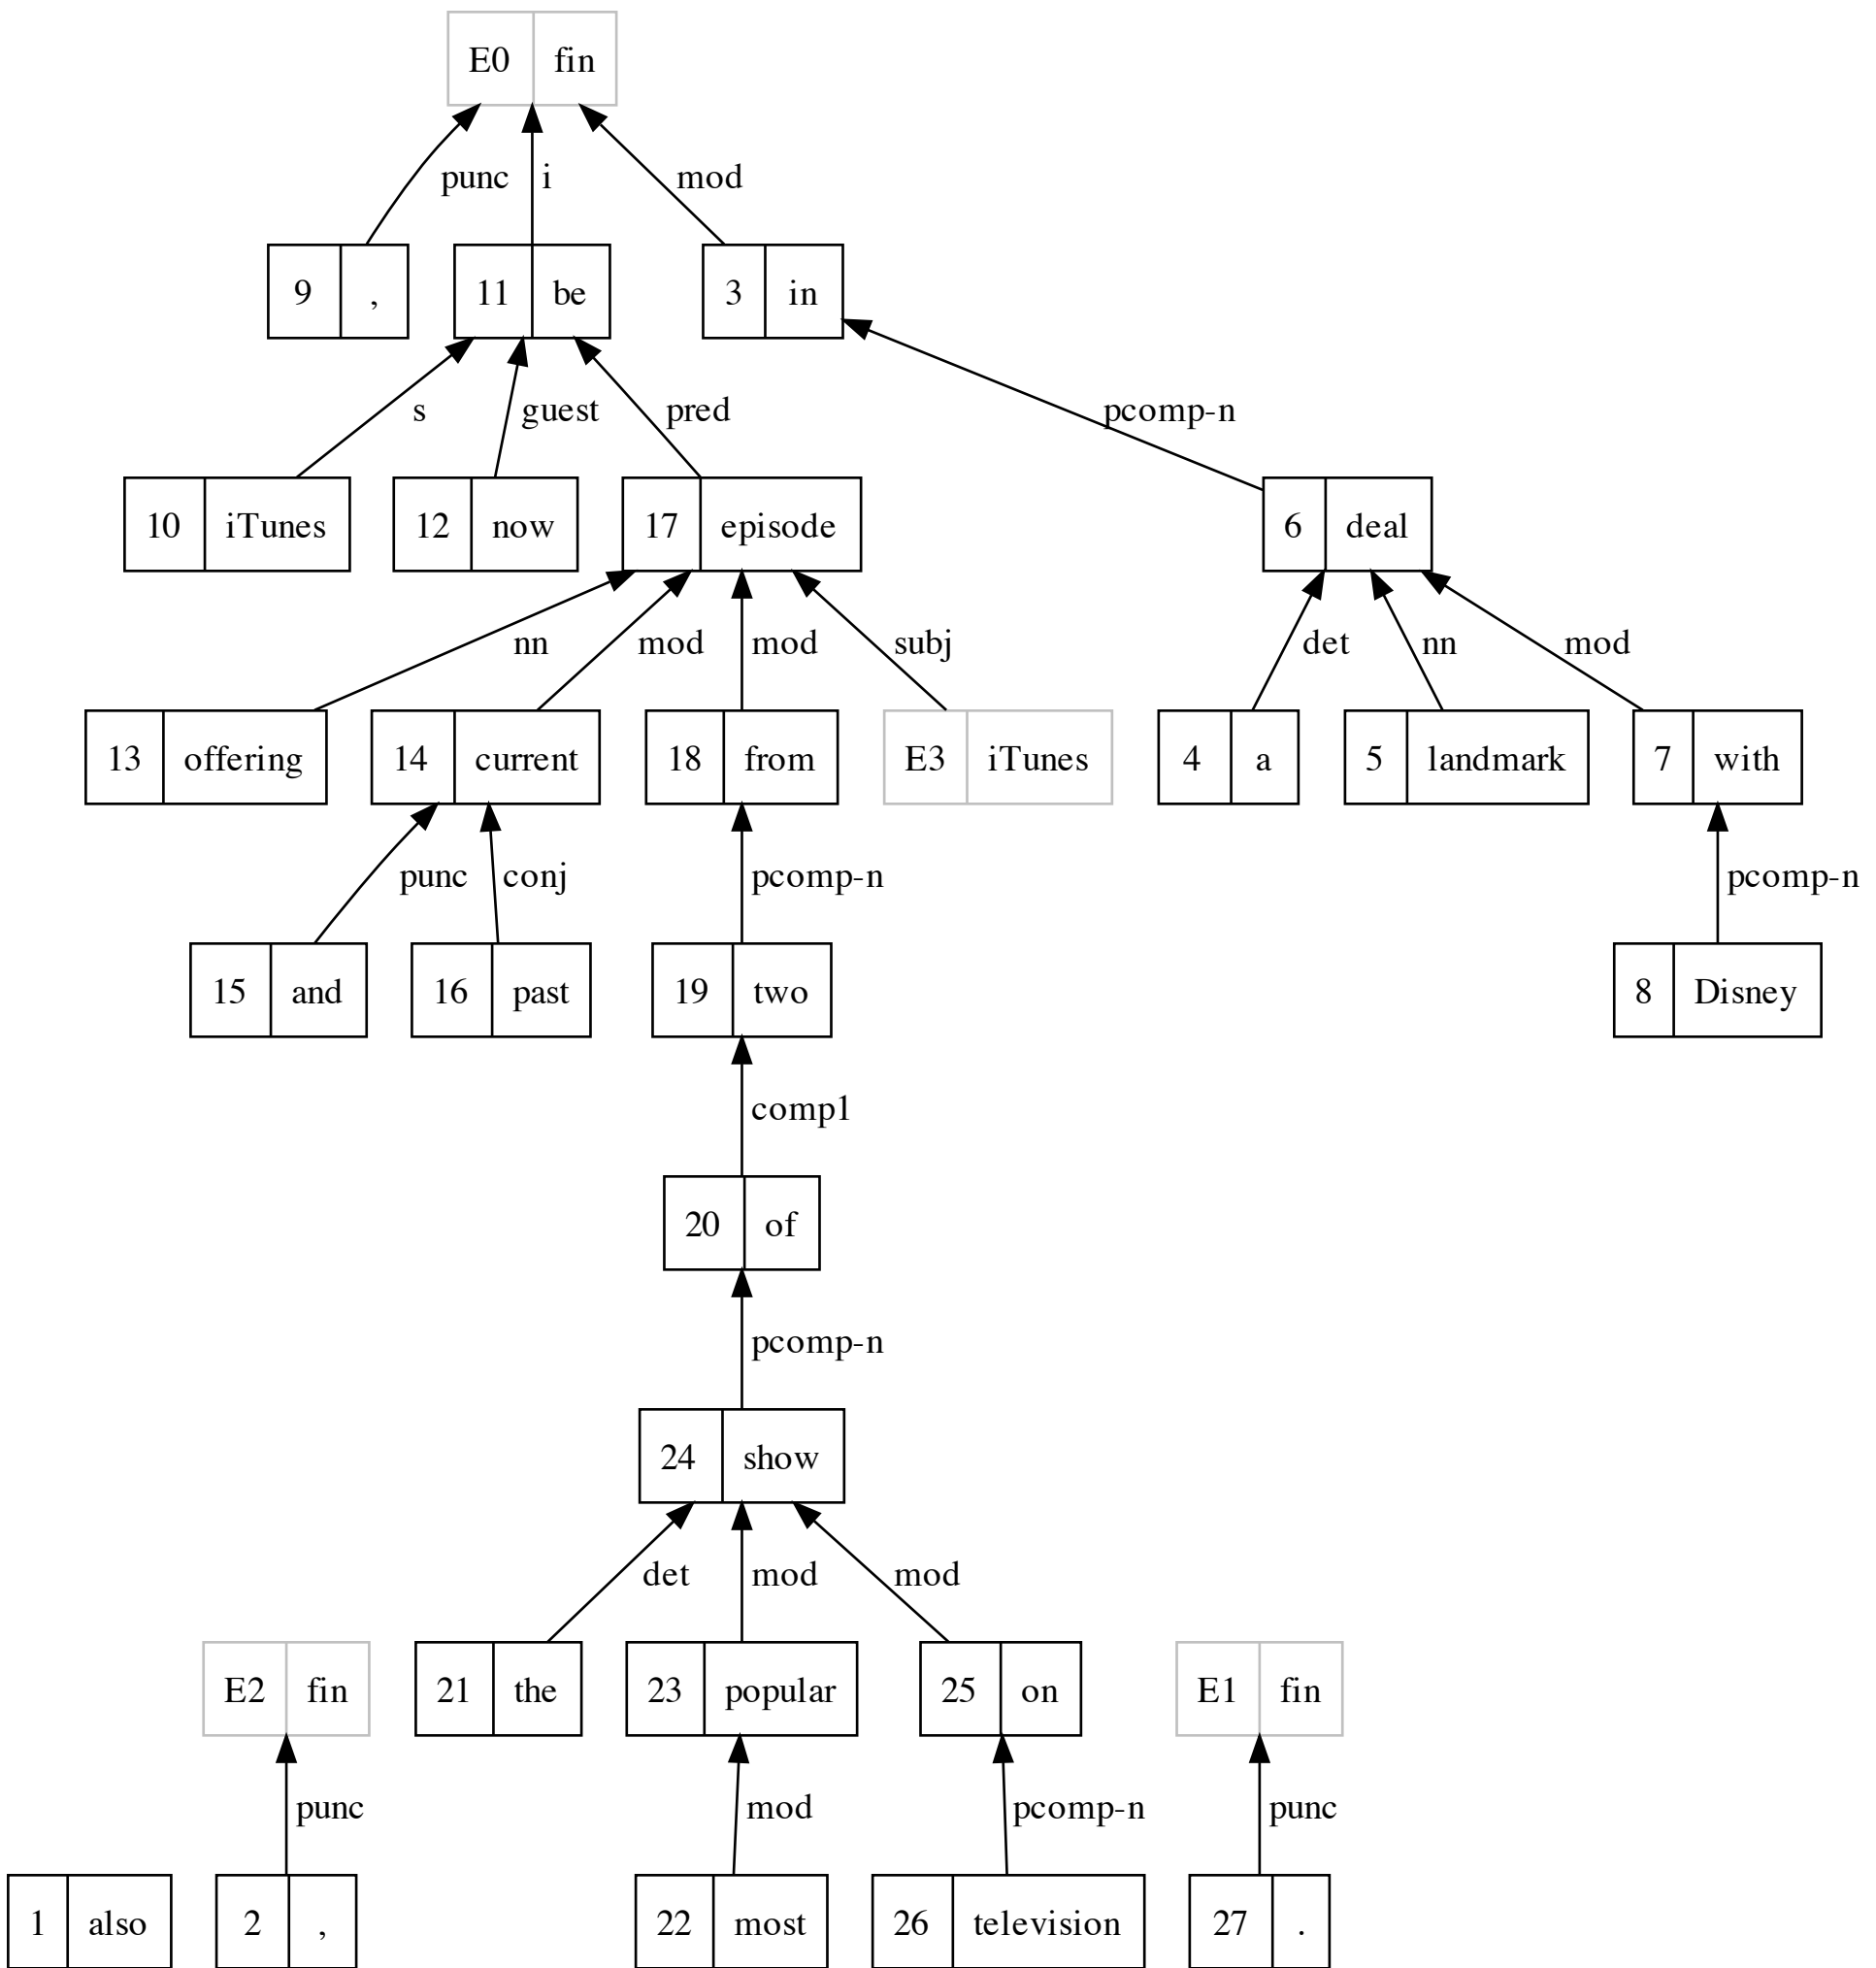 E0 fin
punc i mod
9 , 11 be 3 in
s guest pred pcomp-n
10 iTunes 12 now 17 episode 6 deal
nn mod mod subj det nn mod
13 offering 14 current 18 from E3 iTunes 4 a 5 landmark 7 with
punc conj pcomp-n pcomp-n
15 and 16 past 19 two 8 Disney
comp1
20 of
pcomp-n
24 show
det mod mod
E2 fin 21 the 23 popular 25 on E1 fin
punc mod pcomp-n punc
1 also 2 , 22 most 26 television 27 .